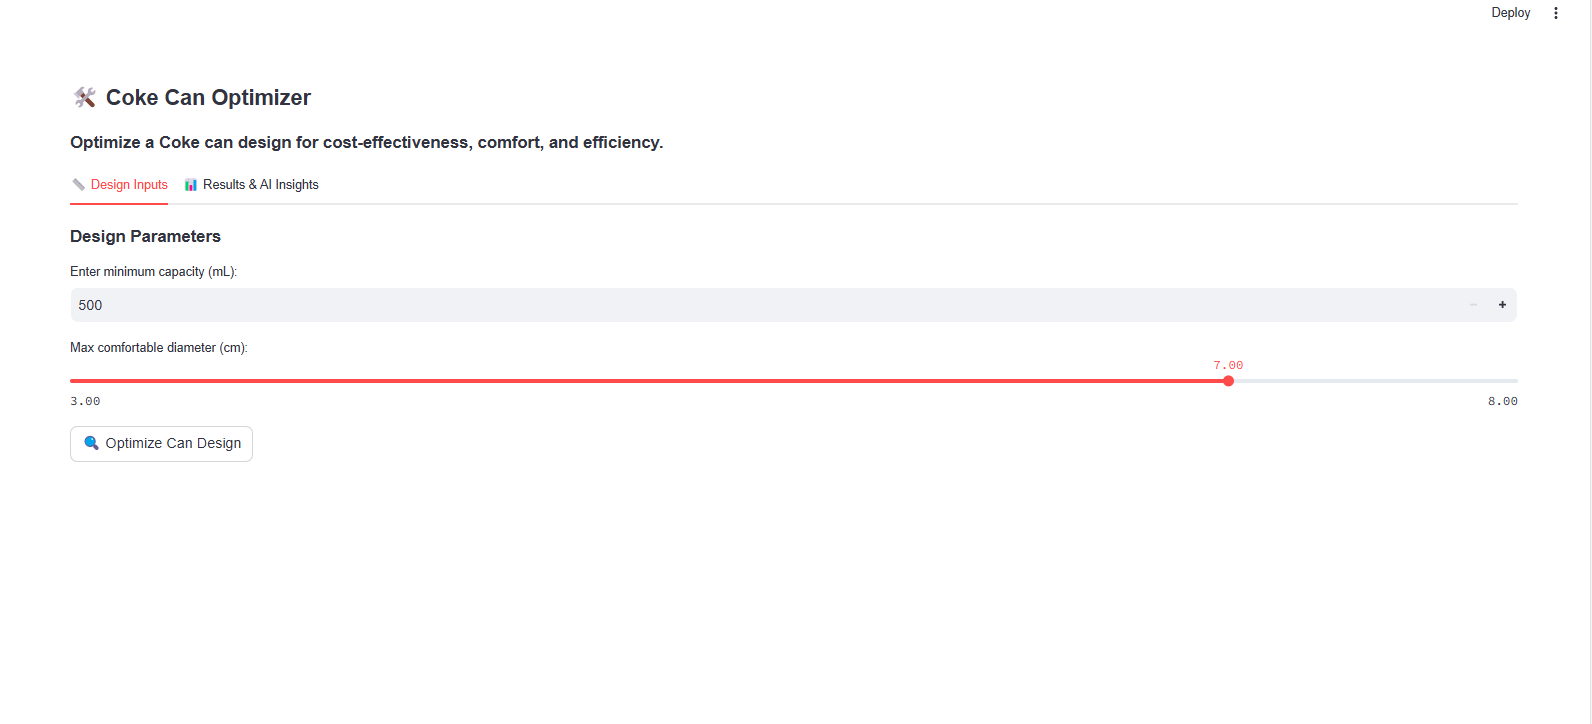 Deploy
Coke Can Optimizer
Optimize a Coke can design for cost-effectiveness, comfort, and efficiency.
Design Inputs Results & AI Insights
Design Parameters
Enter minimum capacity (mL):
500
Max comfortable diameter (cm):
7.00
3.00 8.00
Optimize Can Design